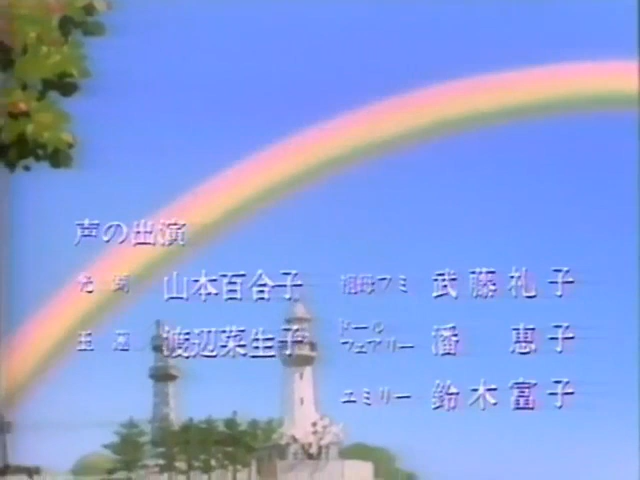 声の出演
山本百合子
祖母フミ 武藤礼子
渡辺菜生子
ドール
フェアリー 潘 恵子
エミリー 鈴木富子